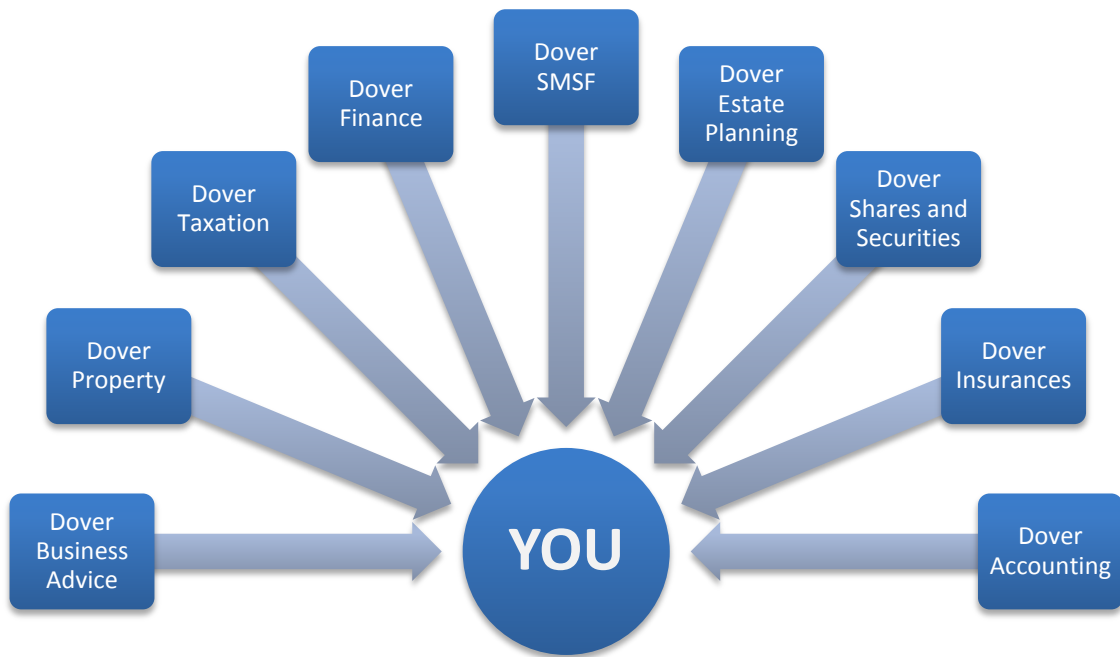 Dover
SMSF
Dover
Finance
Dover
Estate
Planning
Dover
Taxation
Dover
Shares and
Securities
Dover
Property
Dover
Insurances
Dover
Business
Advice
YOU
Dover
Accounting